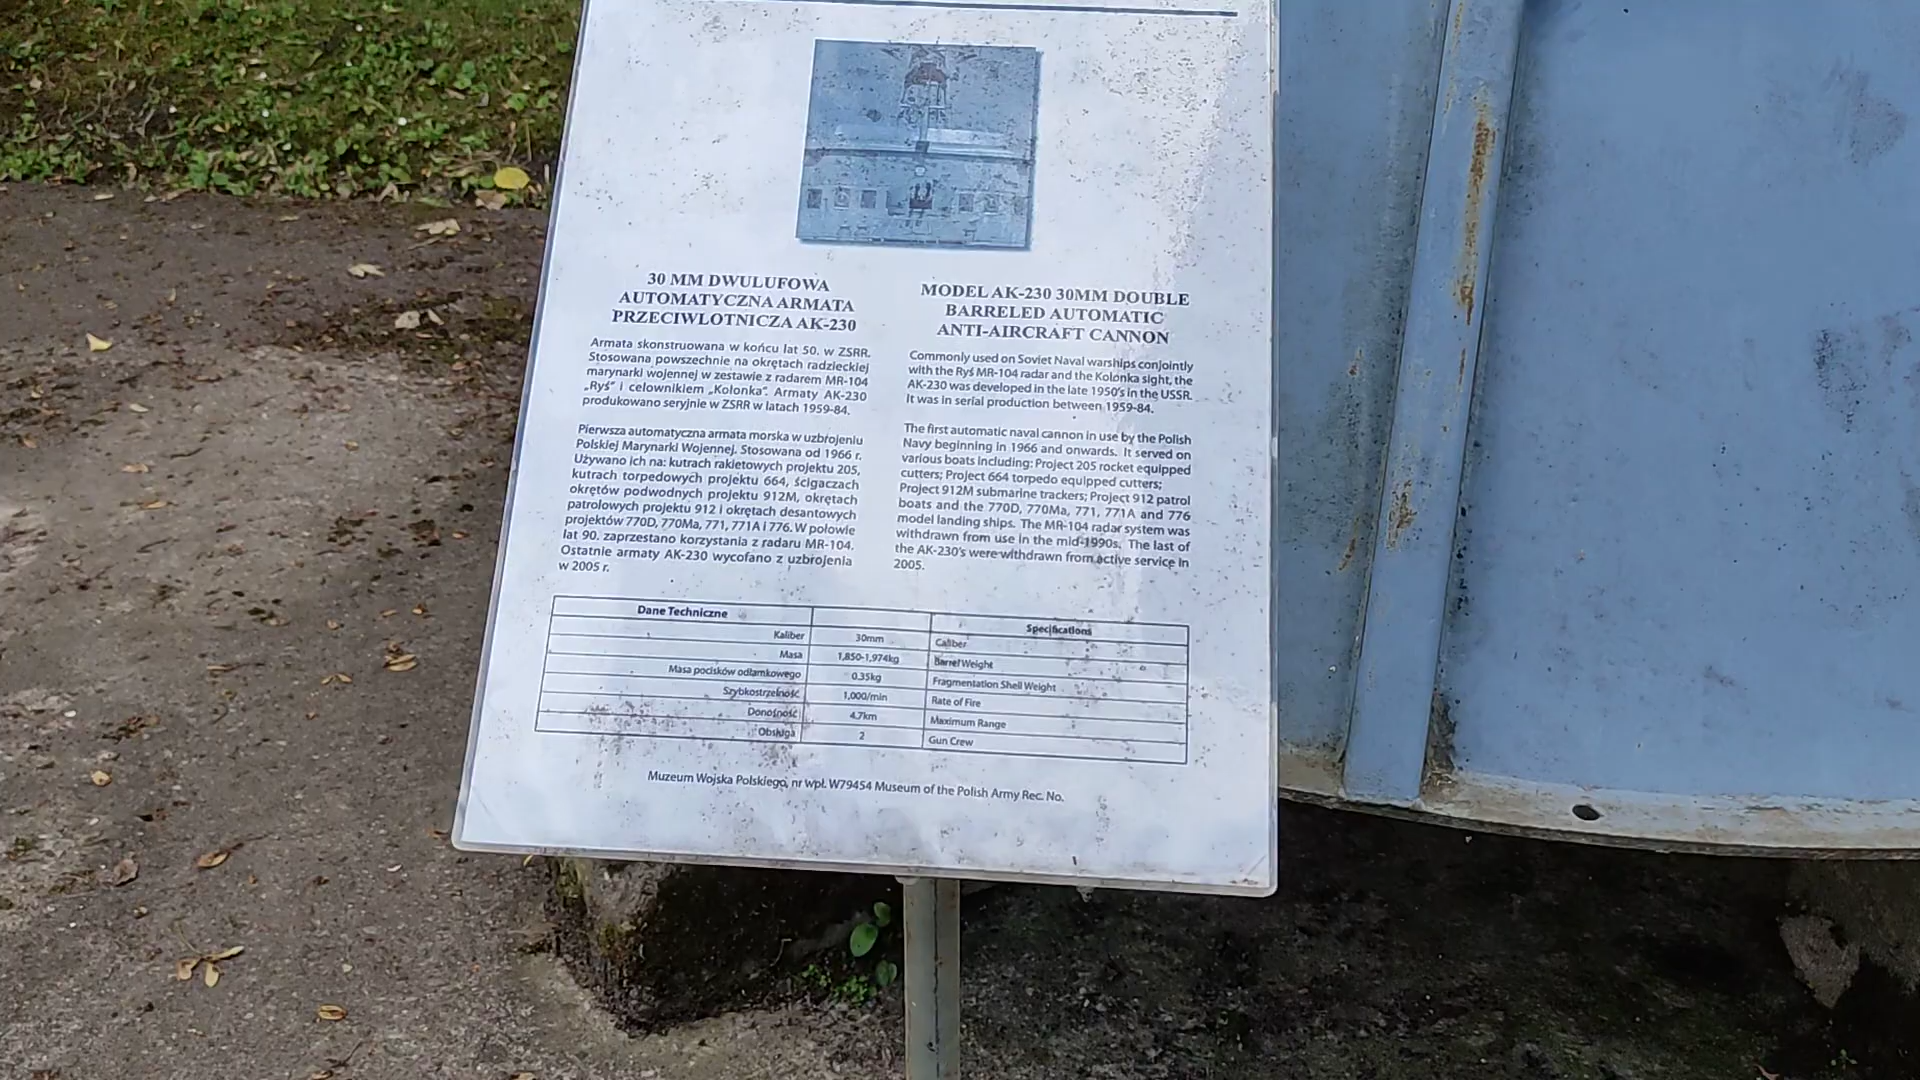 30 MM DWULUFOWA
AUTOMATYCZNA ARMATA
PRZECIWLOTNICZA AK-230
Armata skonstruowana w końcu lat 50. w ZSRR.
Stosowana powszechnie na okrętach radzieckiej
marynarki wojennej w zestawie z radarem MR-104
„Ryś" i celownikiem „Kolonka". Armaty AK-230
produkowano seryjnie w ZSRR w latach 1959-84.
Pierwsza automatyczna armata morska w uzbrojeniu
Polskiej Marynarki Wojennej. Stosowana od 1966 r.
Używano ich na: kutrach rakietowych projektu 205,
kutrach torpedowych projektu 664, ścigaczach
okrętów podwodnych projektu 912M, okrętach
patrolowych projektu 912 i okrętach desantowych
projektów 770D, 770Ma, 771, 771A i 776. W połowie
lat 90. zaprzestano korzystania z radaru MR-104.
Ostatnie armaty AK-230 wycofano z uzbrojenia
w 2005 r.
MODEL AK-230 30MM DOUBLE
BARRELED AUTOMATIC
ANTI-AIRCRAFT CANNON
Commonly used on Soviet Naval warships conjointly
with the Ryś MR-104 radar and the Kolonka sight, the
AK-230 was developed in the late 1950's in the USSR.
It was in serial production between 1959-84.
The first automatic naval cannon in use by the Polish
Navy beginning in 1966 and onwards. It served on
various boats including: Project 205 rocket equipped
cutters; Project 664 torpedo equipped cutters;
Project 912M submarine trackers; Project 912 patrol
boats and the 770D, 770Ma, 771, 771A and 776
model landing ships. The MR-104 radar system was
withdrawn from use in the mid-1990s. The last of
the AK-230's were withdrawn from active service in
2005.
Dane Techniczne Specifications
Kaliber 30mm Caliber
Masa 1,850-1,974kg Barrel Weight
Masa pocisków odłamkowego 0.35kg Fragmentation Shell Weight
Szybkostrzelność 1,000/min Rate of Fire
Donośność 4.7km Maximum Range
Obsługa 2 Gun Crew
Muzeum Wojska Polskiego, nr wpł. W79454 Museum of the Polish Army Rec. No.